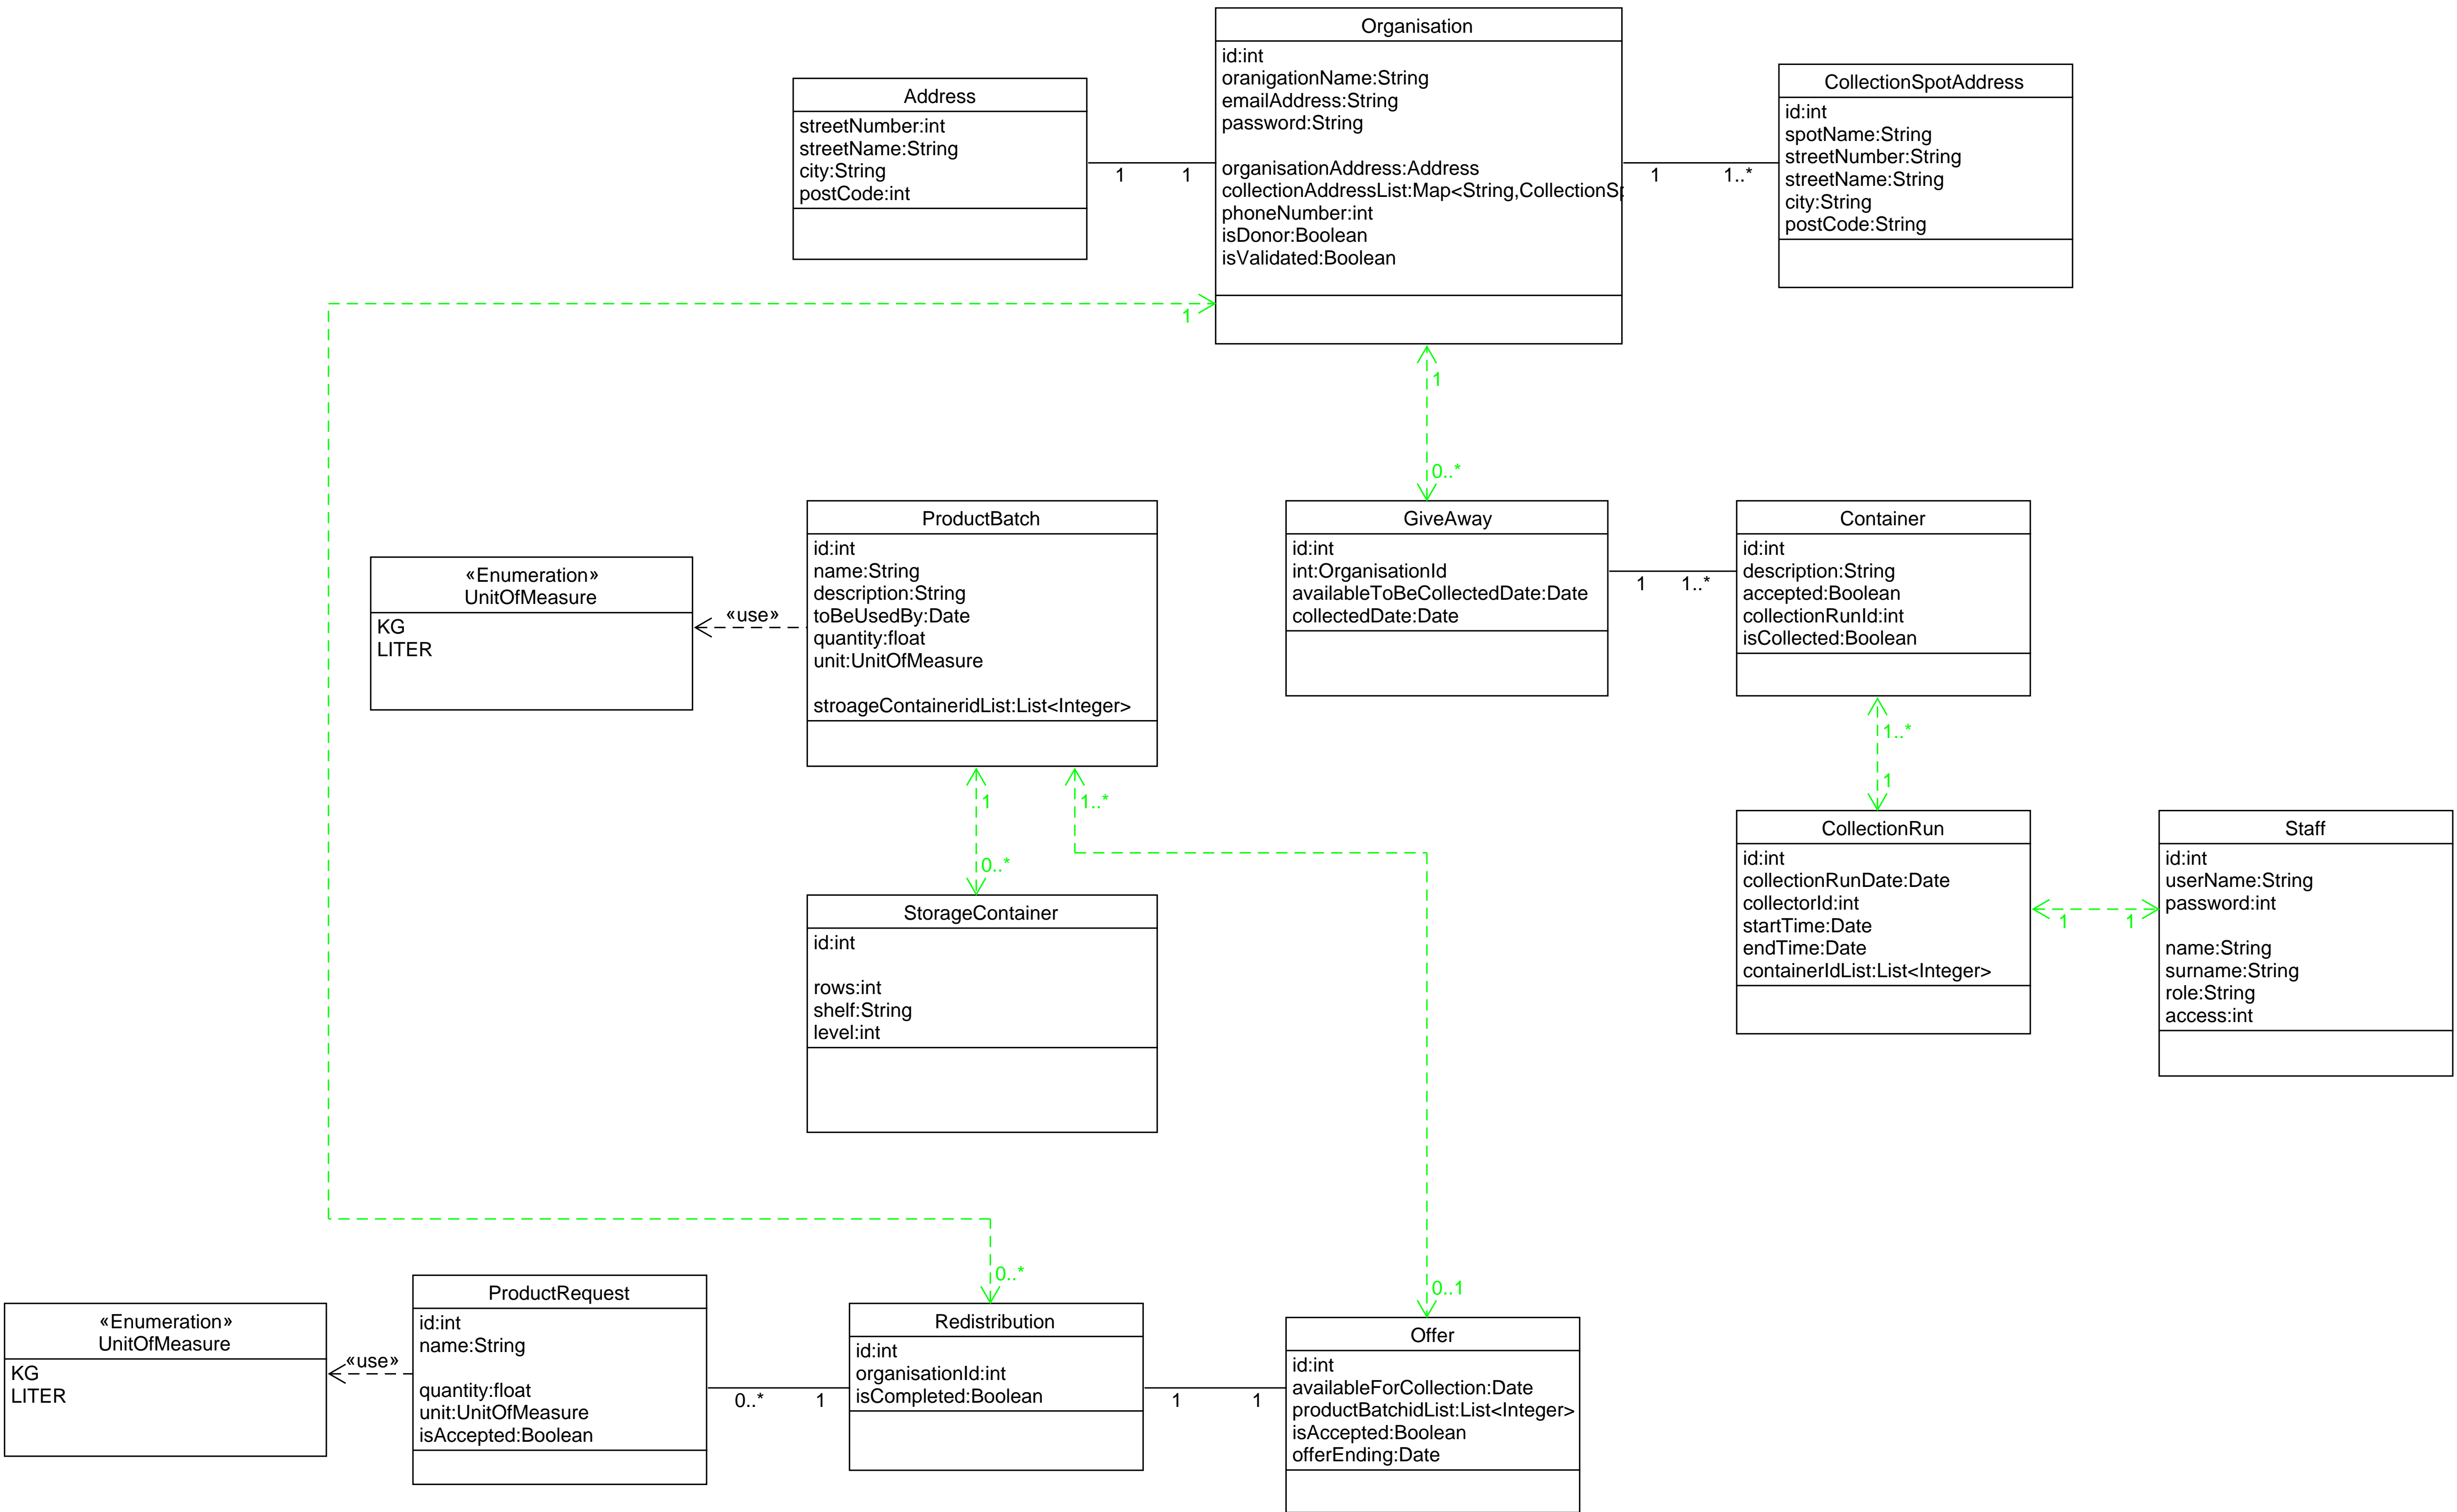 Organisation
id:int
oranigationName:String
emailAddress:String
password:String
organisationAddress:Address
collectionAddressList:Map<String,CollectionSp
phoneNumber:int
isDonor:Boolean
isValidated:Boolean
Address
streetNumber:int
streetName:String
city:String
postCode:int
1 1
CollectionSpotAddress
id:int
spotName:String
streetNumber:String
streetName:String
city:String
postCode:String
1 1..*
1
1
0..*
ProductBatch
id:int
name:String
description:String
toBeUsedBy:Date
quantity:float
unit:UnitOfMeasure
stroageContaineridList:List<Integer>
«Enumeration»
UnitOfMeasure
KG
LITER
«use»
GiveAway
id:int
int:OrganisationId
availableToBeCollectedDate:Date
collectedDate:Date
1 1..*
Container
id:int
description:String
accepted:Boolean
collectionRunId:int
isCollected:Boolean
1..*
1
1
0..*
1..*
StorageContainer
id:int
rows:int
shelf:String
level:int
CollectionRun
id:int
collectionRunDate:Date
collectorId:int
startTime:Date
endTime:Date
containerIdList:List<Integer>
1 1
Staff
id:int
userName:String
password:int
name:String
surname:String
role:String
access:int
0..*
0..1
«Enumeration»
UnitOfMeasure
KG
LITER
«use»
ProductRequest
id:int
name:String
quantity:float
unit:UnitOfMeasure
isAccepted:Boolean
0..* 1
Redistribution
id:int
organisationId:int
isCompleted:Boolean
1 1
Offer
id:int
availableForCollection:Date
productBatchidList:List<Integer>
isAccepted:Boolean
offerEnding:Date